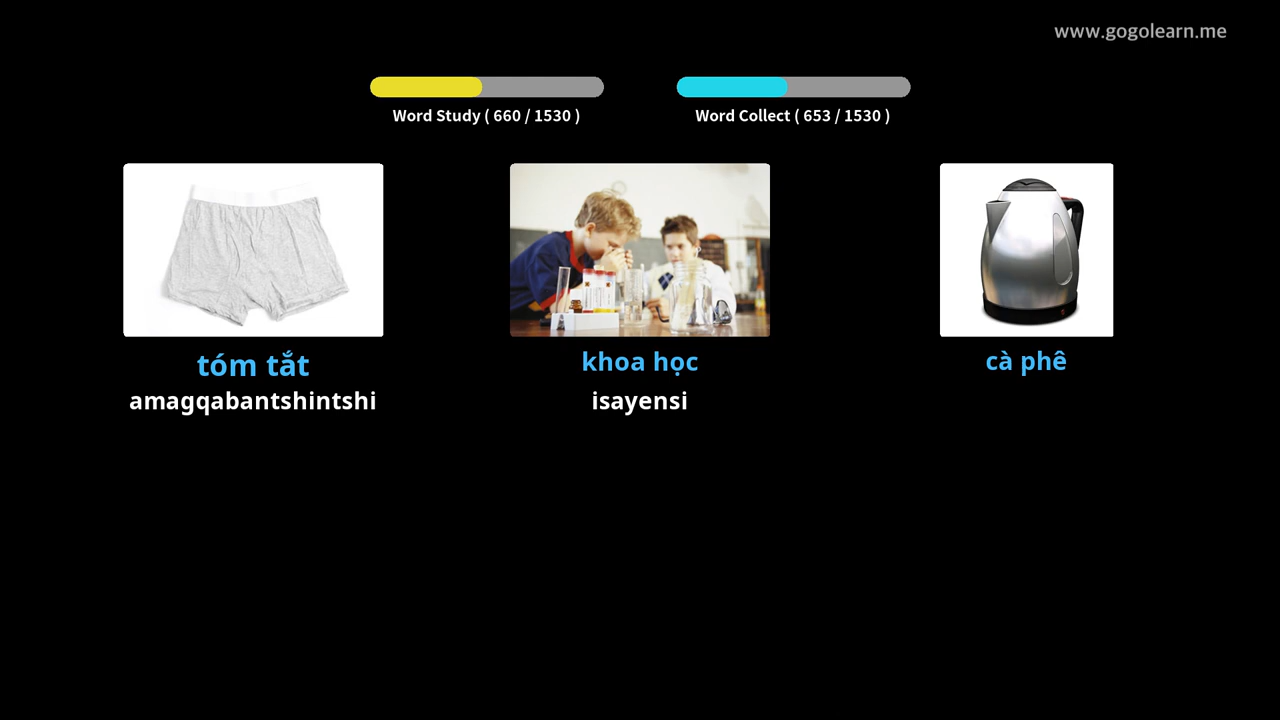 www.gogolearn.me
Word Study ( 660 / 1530 )
Word Collect ( 653 / 1530 )
tóm tắt
amagqabantshintshi
khoa học
isayensi
cà phê